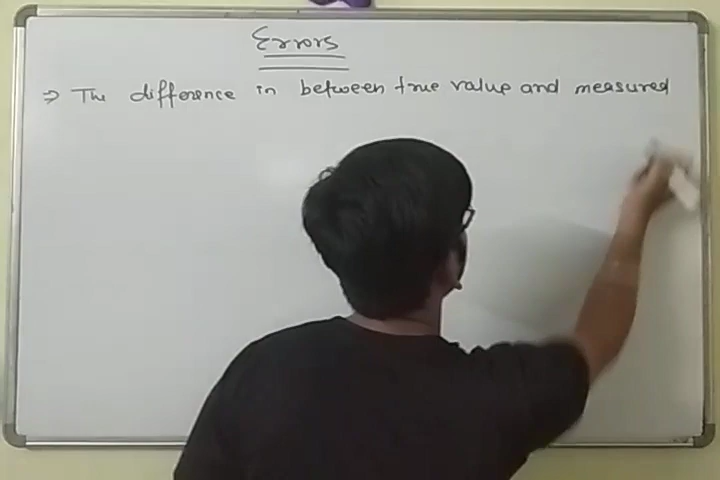 Errors
⇒ The difference in between true value and measured